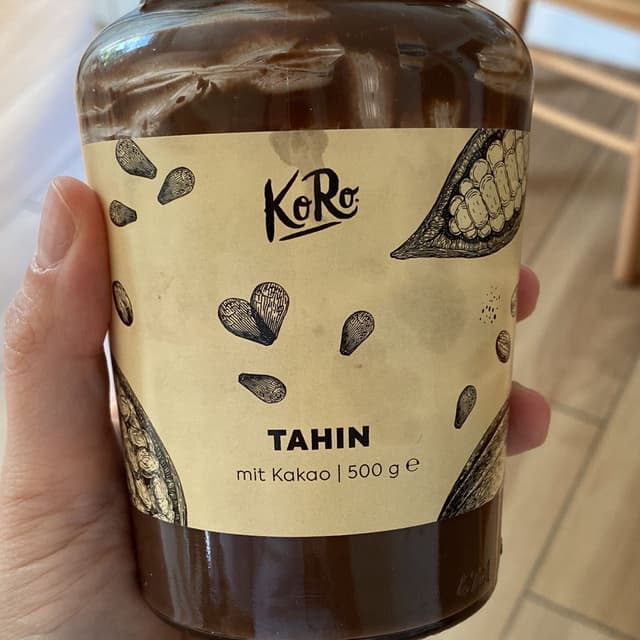 KoRo
TAHIN
mit Kakao | 500 g ℮